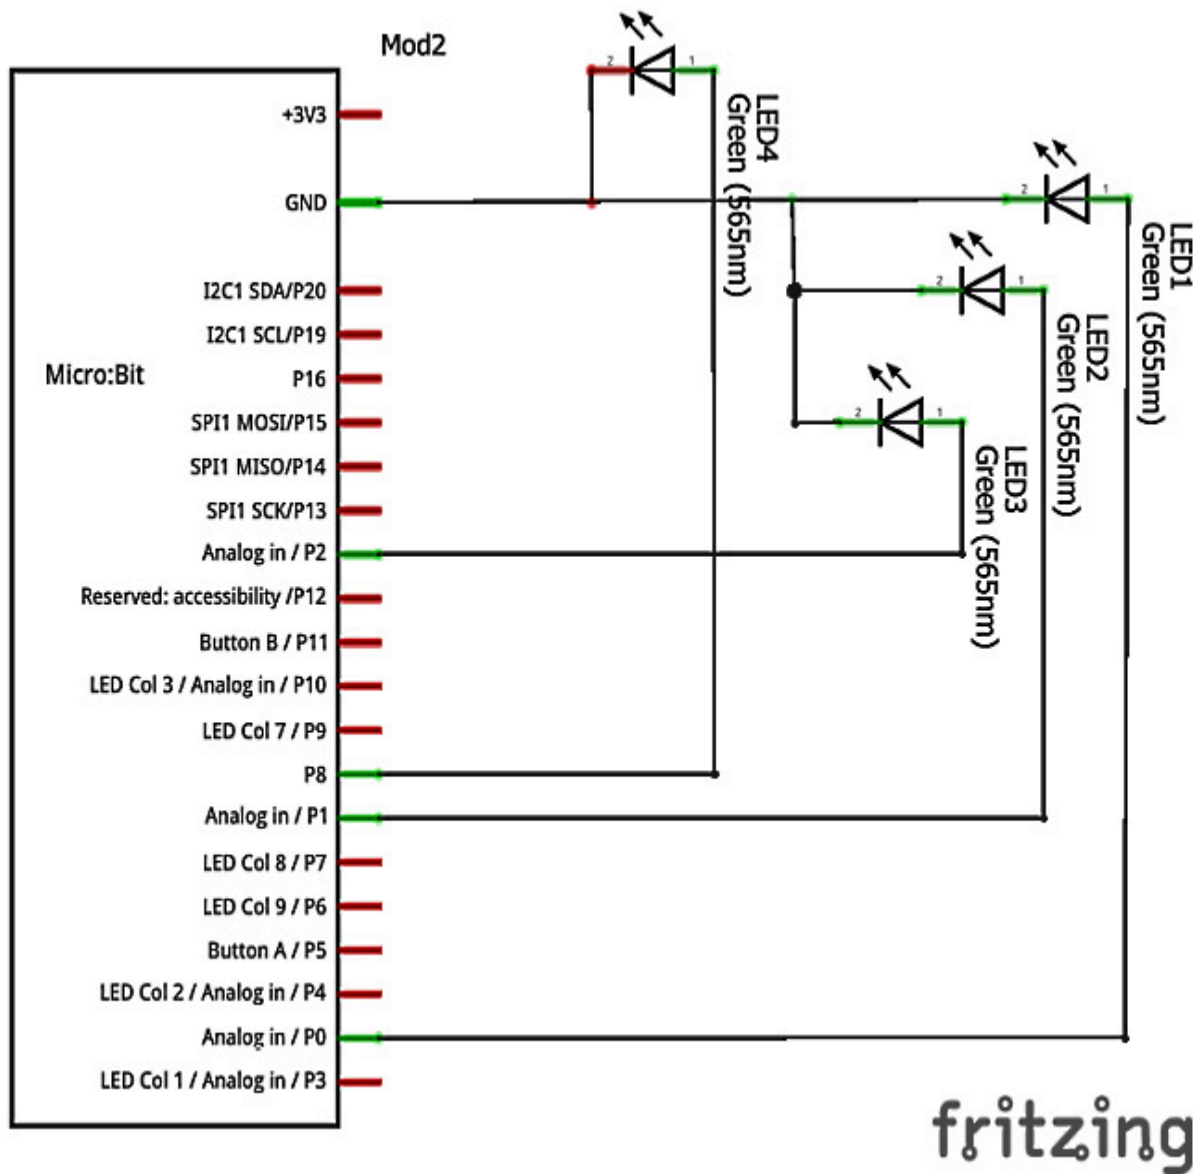 Mod2
+3V3
GND
I2C1 SDA/P20
I2C1 SCL/P19
P16
SPI1 MOSI/P15
SPI1 MISO/P14
SPI1 SCK/P13
Analog in / P2
Reserved: accessibility /P12
Button B / P11
LED Col 3 / Analog in / P10
LED Col 7 / P9
P8
Analog in / P1
LED Col 8 / P7
LED Col 9 / P6
Button A / P5
LED Col 2 / Analog in / P4
Analog in / P0
LED Col 1 / Analog in / P3
Micro:Bit
2 1
LED4
Green (565nm)
2 1
LED1
Green (565nm)
2 1
LED2
Green (565nm)
2 1
LED3
Green (565nm)
fritzing